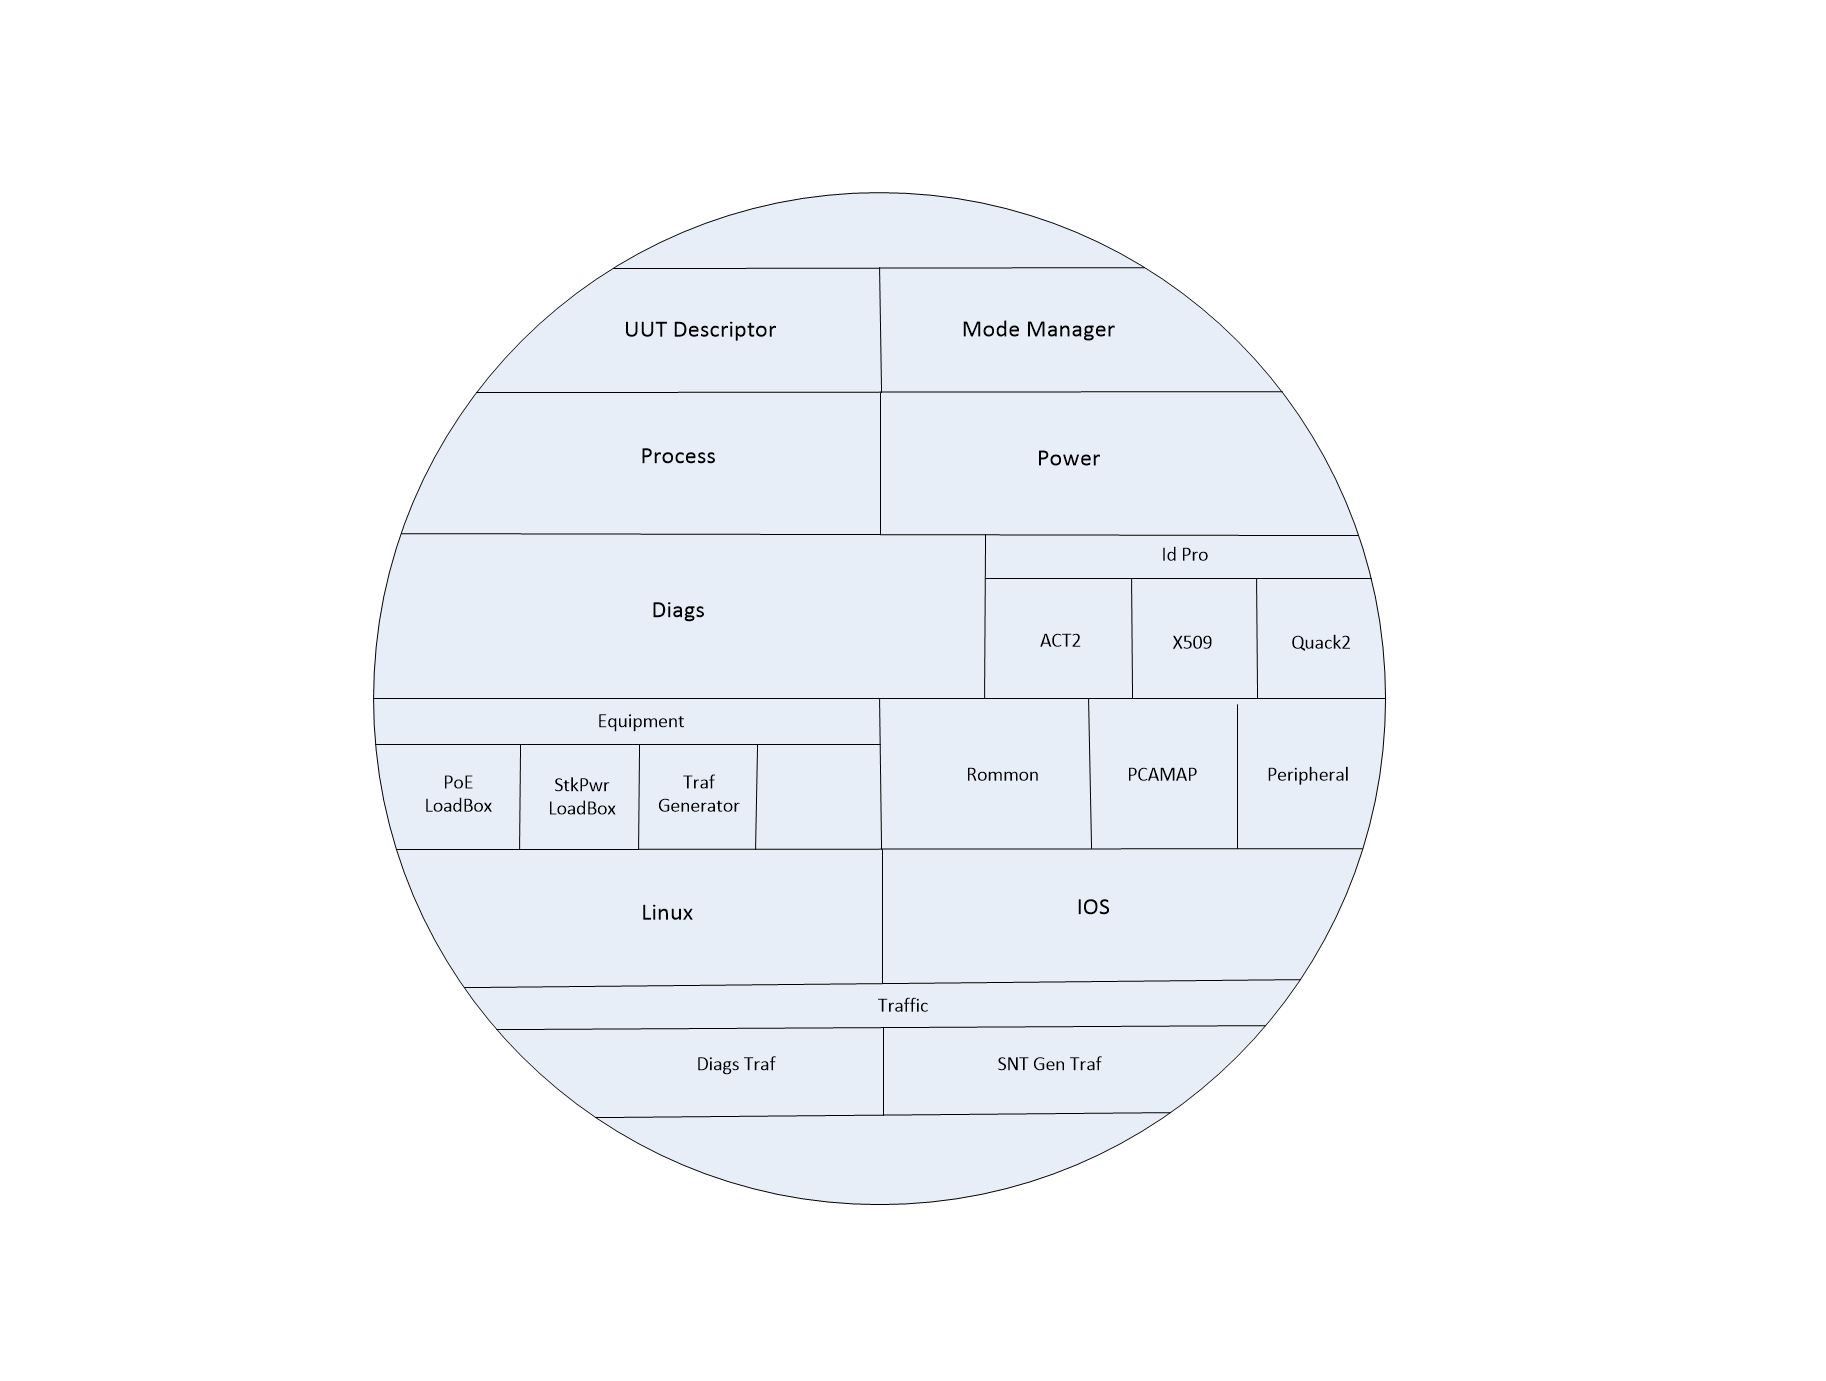 UUT Descriptor
Mode Manager
Process
Power
Diags
Id Pro
ACT2
X509
Quack2
Equipment
PoE
LoadBox
StkPwr
LoadBox
Traf
Generator
Rommon
PCAMAP
Peripheral
Linux
IOS
Traffic
Diags Traf
SNT Gen Traf